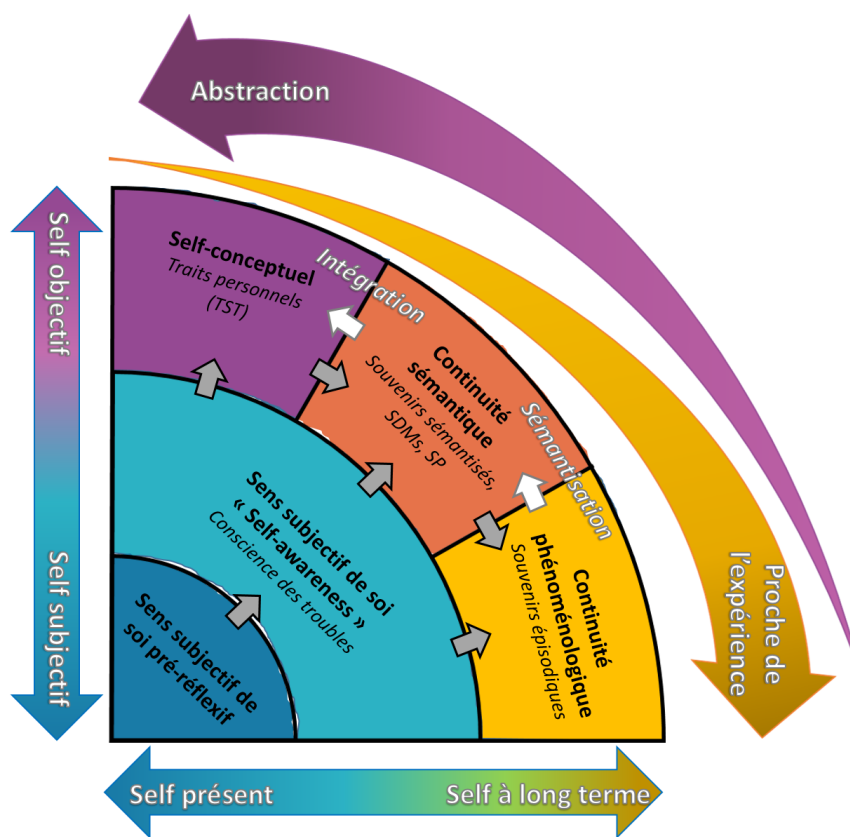 Abstraction
Proche de
l'expérience
Self objectif
Self subjectif
Self-conceptuel
Traits personnels
(TST)
Intégration
Continuité
sémantique
Souvenirs sémantisés,
SDMs, SP
Sémantisation
Continuité
phénoménologique
Souvenirs épisodiques
Sens subjectif de soi
« Self-awareness »
Conscience des troubles
Sens subjectif de
soi pré-réflexif
Self présent
Self à long terme